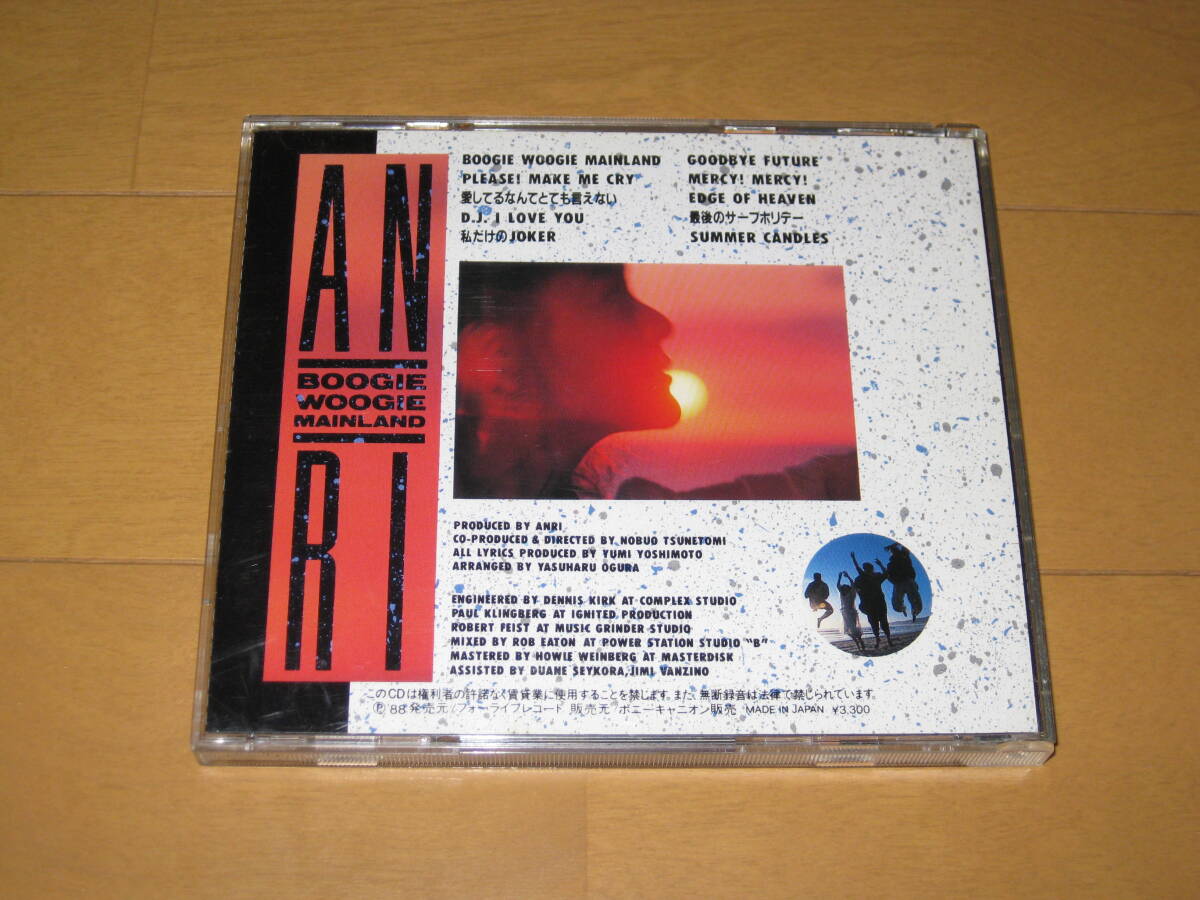 AN
BOOGIE
WOOGIE
MAINLAND
RI
BOOGIE WOOGIE MAINLAND
PLEASE! MAKE ME CRY
愛してるなんてとても言えない
D.J. I LOVE YOU
私だけのJOKER
GOODBYE FUTURE
MERCY! MERCY!
EDGE OF HEAVEN
最後のサーフホリデー
SUMMER CANDLES
PRODUCED BY ANRI
CO-PRODUCED & DIRECTED BY NOBUO TSUNETOMI
ALL LYRICS PRODUCED BY YUMI YOSHIMOTO
ARRANGED BY YASUHARU OGURA
ENGINEERED BY DENNIS KIRK AT COMPLEX STUDIO
PAUL KLINGBERG AT IGNITED PRODUCTION
ROBERT FEIST AT MUSIC GRINDER STUDIO
MIXED BY ROB EATON AT POWER STATION STUDIO "B"
MASTERED BY HOWIE WEINBERG AT MASTERDISK
ASSISTED BY DUANE SEYKORA, JIMI VANZINO
このCDは権利者の許諾なく賃貸業に使用することを禁じます。また、無断録音は法律で禁じられています。
Ⓟ'88 発売元/フォーライフレコード 販売元/ポニーキャニオン販売 MADE IN JAPAN ¥3,300